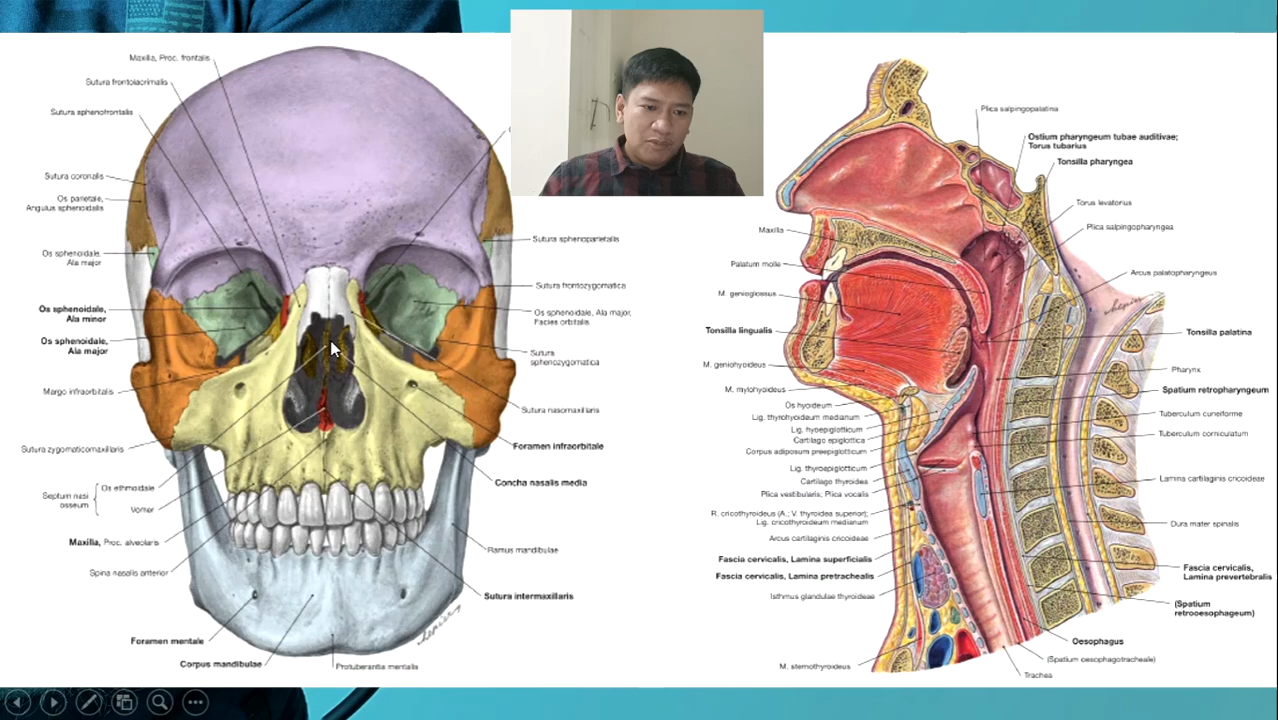 Maxilla, Proc. frontalis
Sutura frontolacrimalis
Sutura sphenofrontalis
Sutura coronalis
Os parietale,
Angulus sphenoidalis
Os sphenoidale,
Ala major
Os sphenoidale,
Ala minor
Os sphenoidale,
Ala major
Margo infraorbitalis
Sutura zygomaticomaxillaris
Septum nasi
osseum
Os ethmoidale
Vomer
Maxilla, Proc. alveolaris
Spina nasalis anterior
Foramen mentale
Corpus mandibulae
Protuberantia mentalis
Sutura sphenoparietalis
Sutura frontozygomatica
Os sphenoidale, Ala major,
Facies orbitalis
Sutura
sphenozygomatica
Sutura nasomaxillaris
Foramen infraorbitale
Concha nasalis media
Ramus mandibulae
Sutura intermaxillaris
Maxilla
Palatum molle
M. genioglossus
Tonsilla lingualis
M. geniohyoideus
M. mylohyoideus
Os hyoideum
Lig. thyrohyoideum medianum
Lig. hyoepiglotticum
Cartilago epiglottica
Corpus adiposum preepiglotticum
Lig. thyroepiglotticum
Cartilago thyroidea
Plica vestibularis; Plica vocalis
R. cricothyroideus (A.; V. thyroidea superior);
Lig. cricothyroideum medianum
Arcus cartilaginis cricoideae
Fascia cervicalis, Lamina superficialis
Fascia cervicalis, Lamina pretrachealis
Isthmus glandulae thyroideae
M. sternothyroideus
Plica salpingopalatina
Ostium pharyngeum tubae auditivae;
Torus tubarius
Tonsilla pharyngea
Torus levatorius
Plica salpingopharyngea
Arcus palatopharyngeus
Tonsilla palatina
Pharynx
Spatium retropharyngeum
Tuberculum cuneiforme
Tuberculum corniculatum
Lamina cartilaginis cricoideae
Dura mater spinalis
Fascia cervicalis,
Lamina prevertebralis
(Spatium
retrooesophageum)
Oesophagus
(Spatium oesophagotracheale)
Trachea